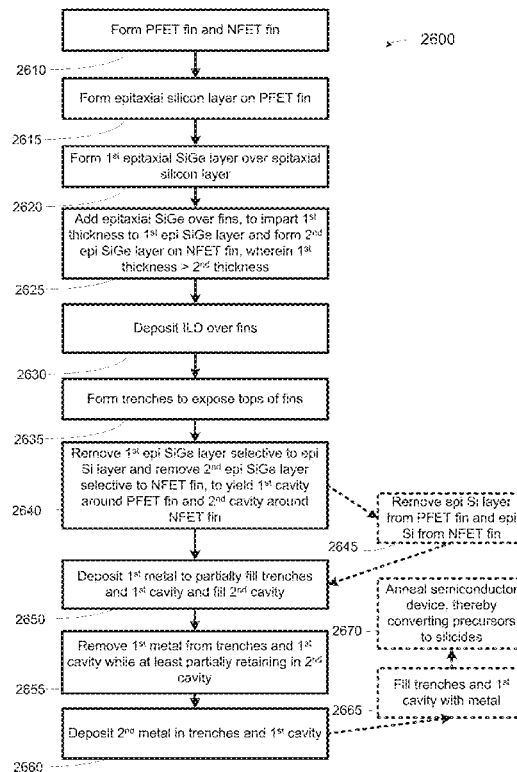 Form PFET fin and NFET fin
2600
2610
Form epitaxial silicon layer on PFET fin
2615
Form 1st epitaxial SiGe layer over epitaxial
silicon layer
2620
Add epitaxial SiGe over fins, to impart 1st
thickness to 1st epi SiGe layer and form 2nd
epi SiGe layer on NFET fin, wherein 1st
thickness > 2nd thickness
2625
Deposit ILD over fins
2630
Form trenches to expose tops of fins
2635
Remove 1st epi SiGe layer selective to epi
Si layer and remove 2nd epi SiGe layer
selective to NFET fin, to yield 1st cavity
around PFET fin and 2nd cavity around
NFET fin
2640
Remove epi Si layer
from PFET fin and epi
Si from NFET fin
2645
Deposit 1st metal to partially fill trenches
and 1st cavity and fill 2nd cavity
2650
Anneal semiconductor
device, thereby
converting precursors
to silicides
2670
Remove 1st metal from trenches and 1st
cavity while at least partially retaining in 2nd
cavity
2655
Fill trenches and 1st
cavity with metal
2665
Deposit 2nd metal in trenches and 1st cavity
2660